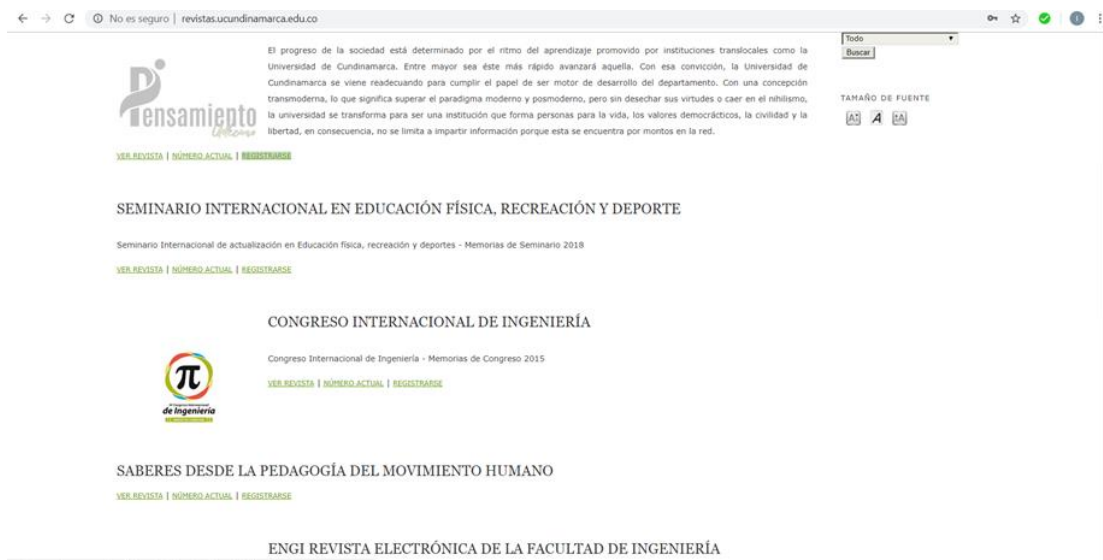 No es seguro | revistas.ucundinamarca.edu.co
Todo
Buscar
El progreso de la sociedad está determinado por el ritmo del aprendizaje promovido por instituciones translocales como la
Universidad de Cundinamarca. Entre mayor sea éste más rápido avanzará aquella. Con esa convicción, la Universidad de
Cundinamarca se viene readecuando para cumplir el papel de ser motor de desarrollo del departamento. Con una concepción
transmoderna, lo que significa superar el paradigma moderno y posmoderno, pero sin desechar sus virtudes o caer en el nihilismo,
la universidad se transforma para ser una institución que forma personas para la vida, los valores democrácticos, la civilidad y la
libertad, en consecuencia, no se limita a impartir información porque esta se encuentra por montos en la red.
Pensamiento
TAMAÑO DE FUENTE
VER REVISTA | NÚMERO ACTUAL | REGISTRARSE
SEMINARIO INTERNACIONAL EN EDUCACIÓN FÍSICA, RECREACIÓN Y DEPORTE
Seminario Internacional de actualización en Educación física, recreación y deportes - Memorias de Seminario 2018
VER REVISTA | NÚMERO ACTUAL | REGISTRARSE
CONGRESO INTERNACIONAL DE INGENIERÍA
Congreso Internacional de Ingeniería - Memorias de Congreso 2015
VER REVISTA | NÚMERO ACTUAL | REGISTRARSE
π
de Ingeniería
SABERES DESDE LA PEDAGOGÍA DEL MOVIMIENTO HUMANO
VER REVISTA | NÚMERO ACTUAL | REGISTRARSE
ENGI REVISTA ELECTRÓNICA DE LA FACULTAD DE INGENIERÍA